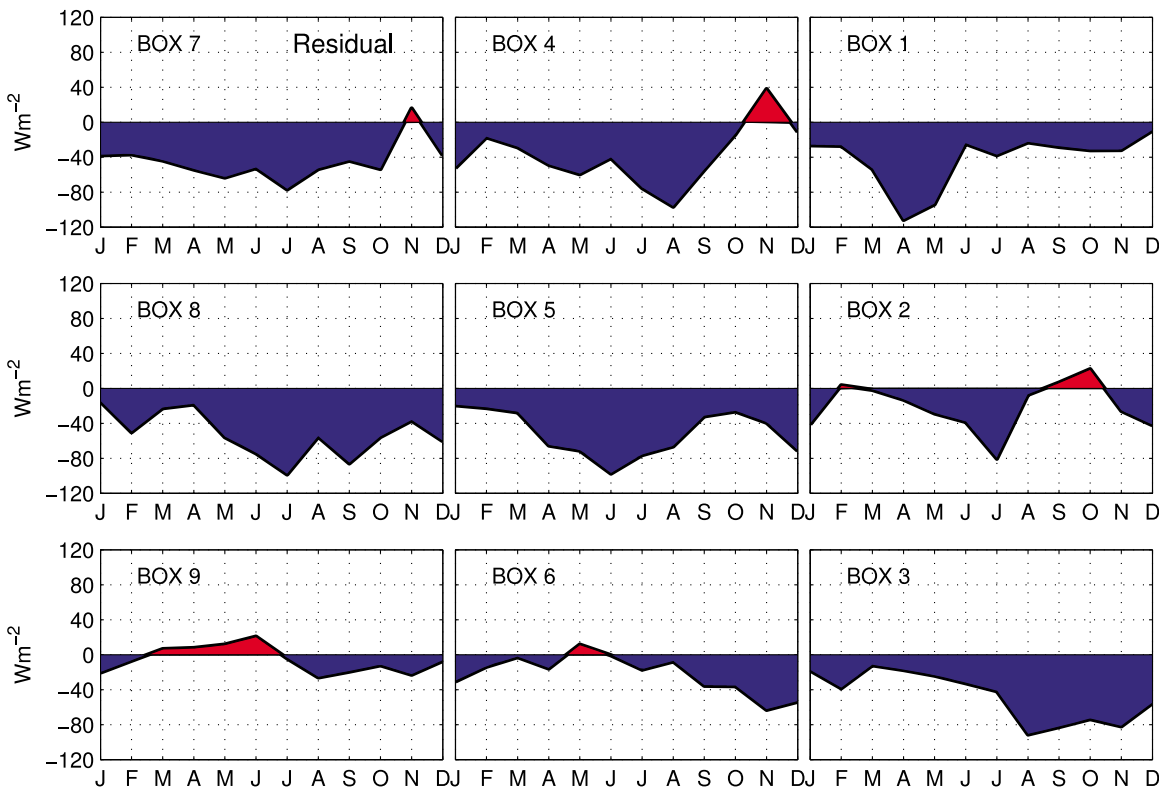 BOX 7 Residual
BOX 4
BOX 1
Wm−2
120
80
40
0
−40
−80
−120
J F M A M J J A S O N D
J F M A M J J A S O N D
J F M A M J J A S O N D
BOX 8
BOX 5
BOX 2
Wm−2
120
80
40
0
−40
−80
−120
J F M A M J J A S O N D
J F M A M J J A S O N D
J F M A M J J A S O N D
BOX 9
BOX 6
BOX 3
Wm−2
120
80
40
0
−40
−80
−120
J F M A M J J A S O N D
J F M A M J J A S O N D
J F M A M J J A S O N D